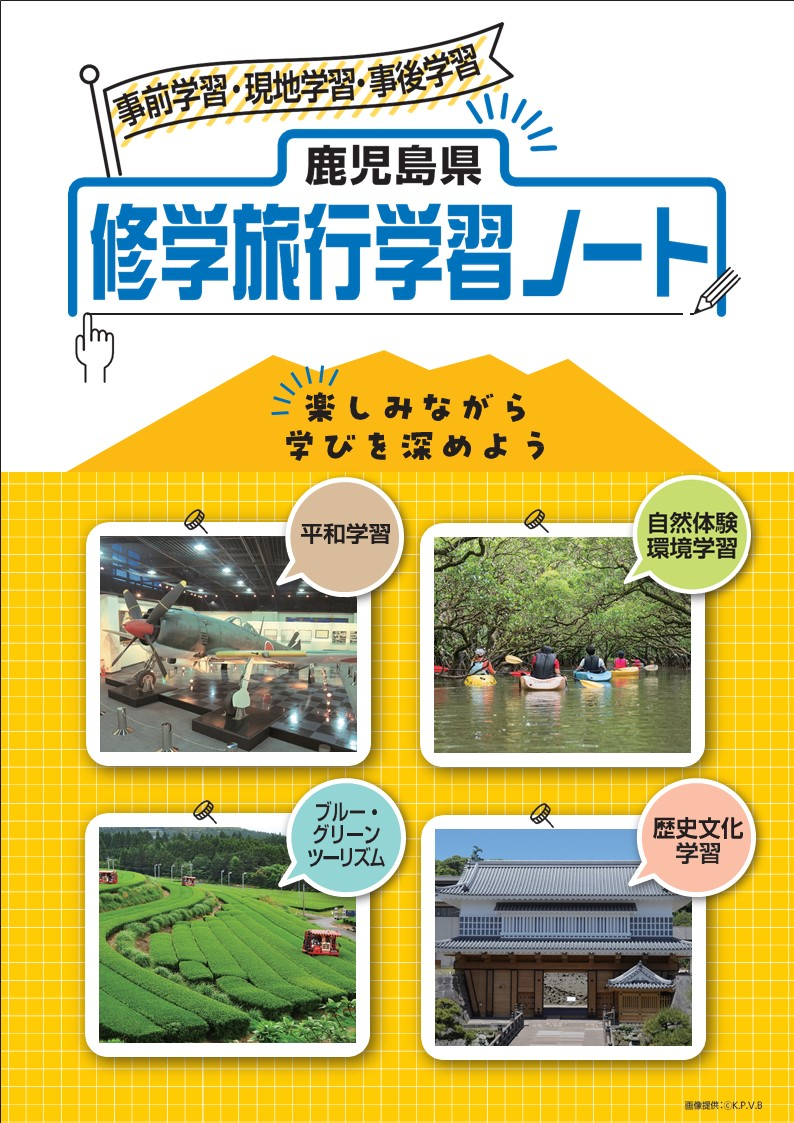 事前学習・現地学習・事後学習
鹿児島県
修学旅行学習ノート
楽しみながら
学びを深めよう
平和学習
自然体験
環境学習
ブルー・
グリーン
ツーリズム
歴史文化
学習
画像提供：©K.P.V.B